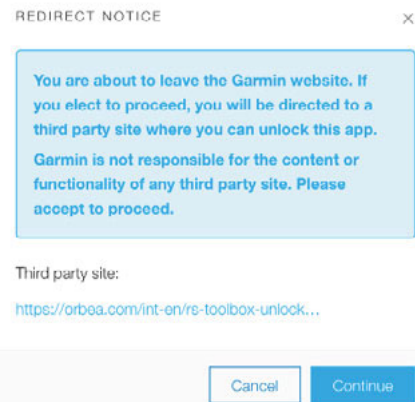 REDIRECT NOTICE
You are about to leave the Garmin website. If
you elect to proceed, you will be directed to a
third party site where you can unlock this app.
Garmin is not responsible for the content or
functionality of any third party site. Please
accept to proceed.
Third party site:
https://orbea.com/int-en/rs-toolbox-unlock...
Cancel Continue